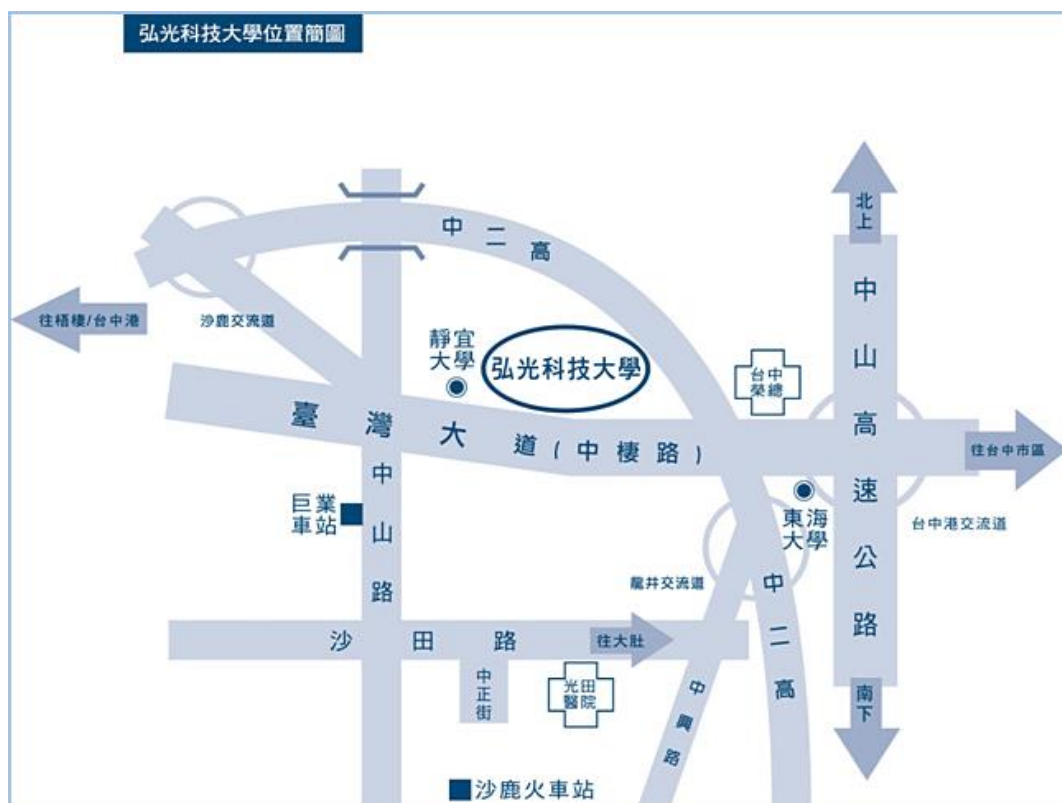 弘光科技大學位置簡圖
北上
中二高
中山高速公路
往梧棲/台中港
沙鹿交流道
靜宜
大學
弘光科技大學
台中
榮總
臺灣大道(中棲路)
往台中市區
中山路
巨業
車站
東海
大學
台中港交流道
龍井交流道
中二高
沙田路
往大肚
中正街
光田
醫院
中興路
南下
沙鹿火車站